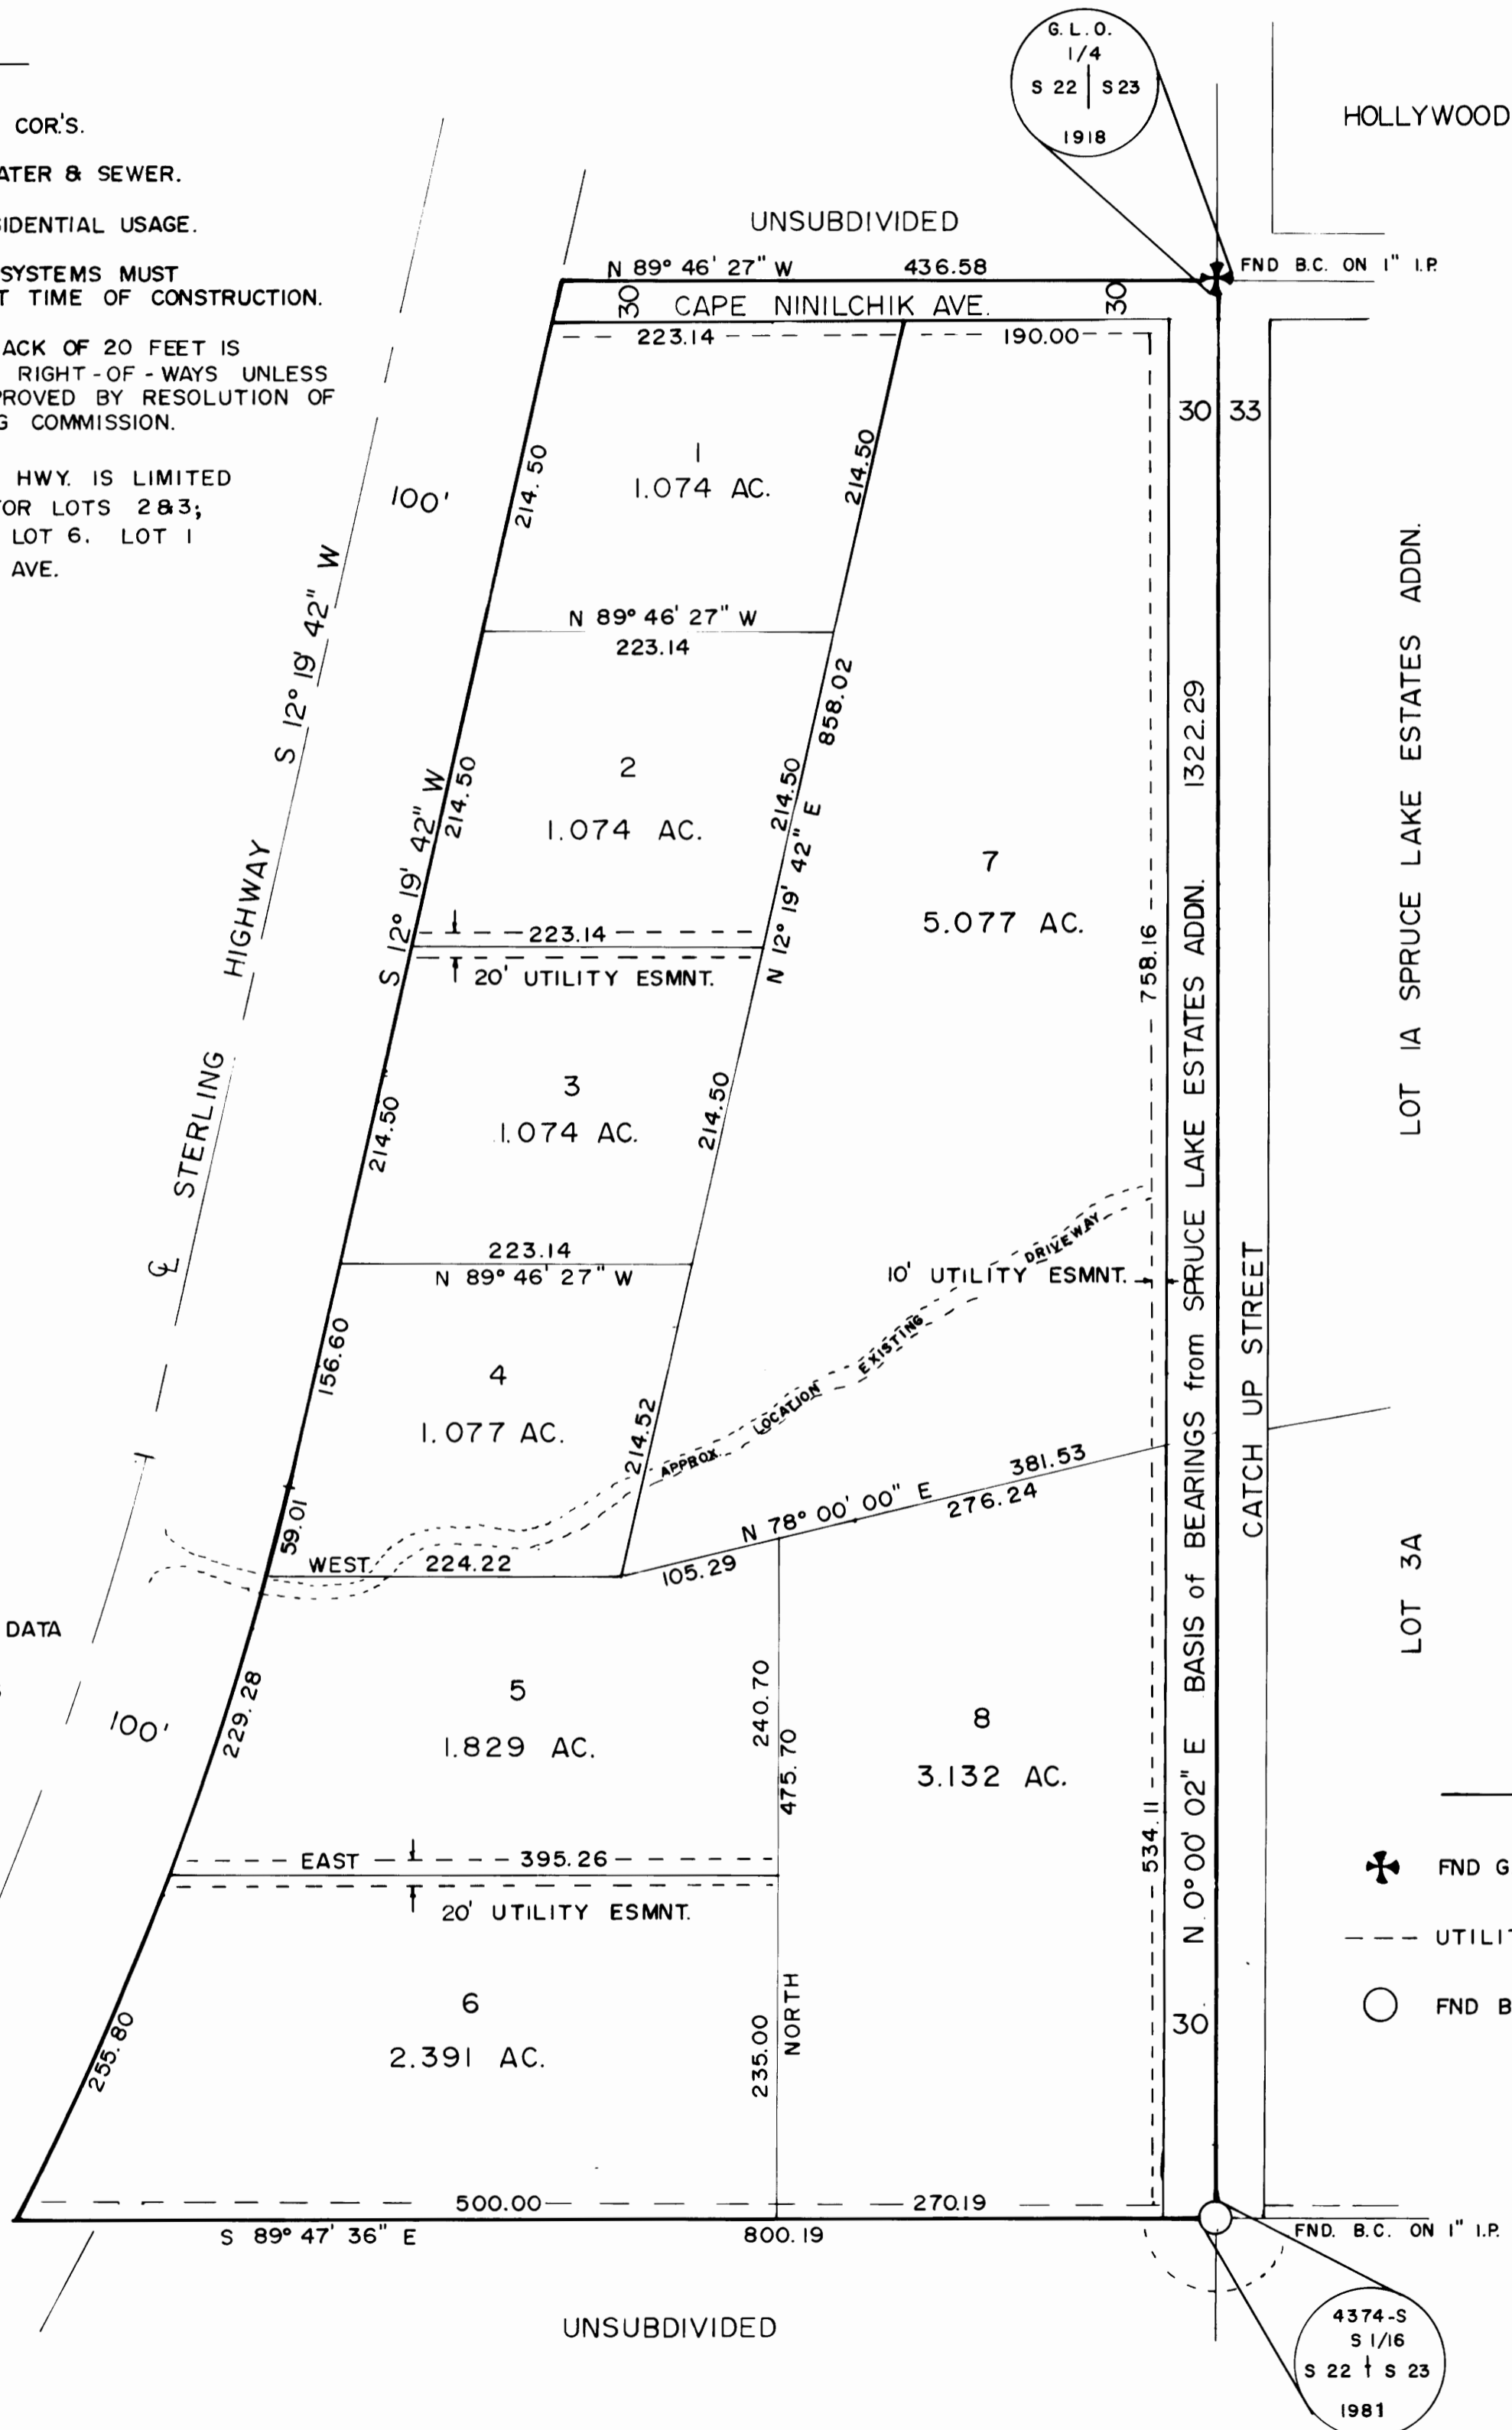 G. L. O.
1/4
S 22 S 23
1918
HOLLYWOOD
COR'S.
ATER & SEWER.
SIDENTIAL USAGE.
SYSTEMS MUST
T TIME OF CONSTRUCTION.
ACK OF 20 FEET IS
RIGHT-OF-WAYS UNLESS
PROVED BY RESOLUTION OF
G COMMISSION.
HWY. IS LIMITED
OR LOTS 2&3;
LOT 6. LOT 1
AVE.
UNSUBDIVIDED
N 89° 46' 27" W 436.58
FND B.C. ON 1" I.P.
30 CAPE NINILCHIK AVE. 30
223.14 190.00
30 33
100'
214.50
1
1.074 AC.
214.50
N 89° 46' 27" W
223.14
S 12° 19' 42" W
HIGHWAY
STERLING
℄
S 12° 19' 42" W
214.50
2
1.074 AC.
214.50
858.02
N 12° 19' 42" E
7
5.077 AC.
758.16
1322.29
LOT 1A SPRUCE LAKE ESTATES ADDN.
223.14
20' UTILITY ESMNT.
214.50
3
1.074 AC.
214.50
223.14
N 89° 46' 27" W
10' UTILITY ESMNT.
APPROX. LOCATION EXISTING DRIVEWAY
156.60
59.01
4
1.077 AC.
214.52
WEST 224.22
N 78° 00' 00" E
381.53
105.29
276.24
N 0° 00' 02" E BASIS of BEARINGS from SPRUCE LAKE ESTATES ADDN.
CATCH UP STREET
LOT 3A
DATA
100'
229.28
5
1.829 AC.
240.70
475.70
8
3.132 AC.
534.11
EAST 395.26
20' UTILITY ESMNT.
255.80
6
2.391 AC.
235.00
NORTH
30
FND G
UTILIT
FND B
500.00 270.19
S 89° 47' 36" E 800.19
FND. B.C. ON 1" I.P.
UNSUBDIVIDED
4374-S
S 1/16
S 22 S 23
1981